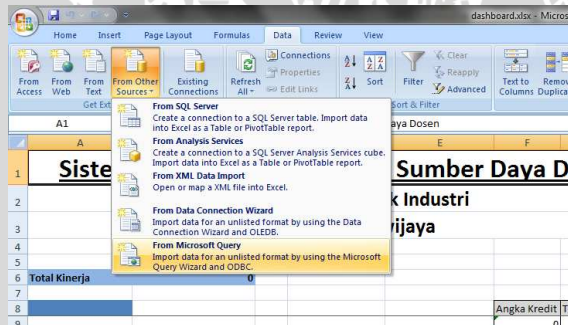 dashboard.xlsx - Micros
Home Insert Page Layout Formulas Data Review View
From Access
From Web
From Text
From Other Sources
Existing Connections
Refresh All
Connections
Properties
Edit Links
Sort
Filter
Clear
Reapply
Advanced
Text to Columns
Remov
Duplica
Get Ext
Sort & Filter
A1
aya Dosen
From SQL Server
Create a connection to a SQL Server table. Import data
into Excel as a Table or PivotTable report.
From Analysis Services
Create a connection to a SQL Server Analysis Services cube.
Import data into Excel as a Table or PivotTable report.
From XML Data Import
Open or map a XML file into Excel.
From Data Connection Wizard
Import data for an unlisted format by using the Data
Connection Wizard and OLEDB.
From Microsoft Query
Import data for an unlisted format by using the Microsoft
Query Wizard and ODBC.
A E F
1 Siste Sumber Daya D
2 k Industri
3 vijaya
4
5
6 Total Kinerja 0
7
8 Angka Kredit T
9 0